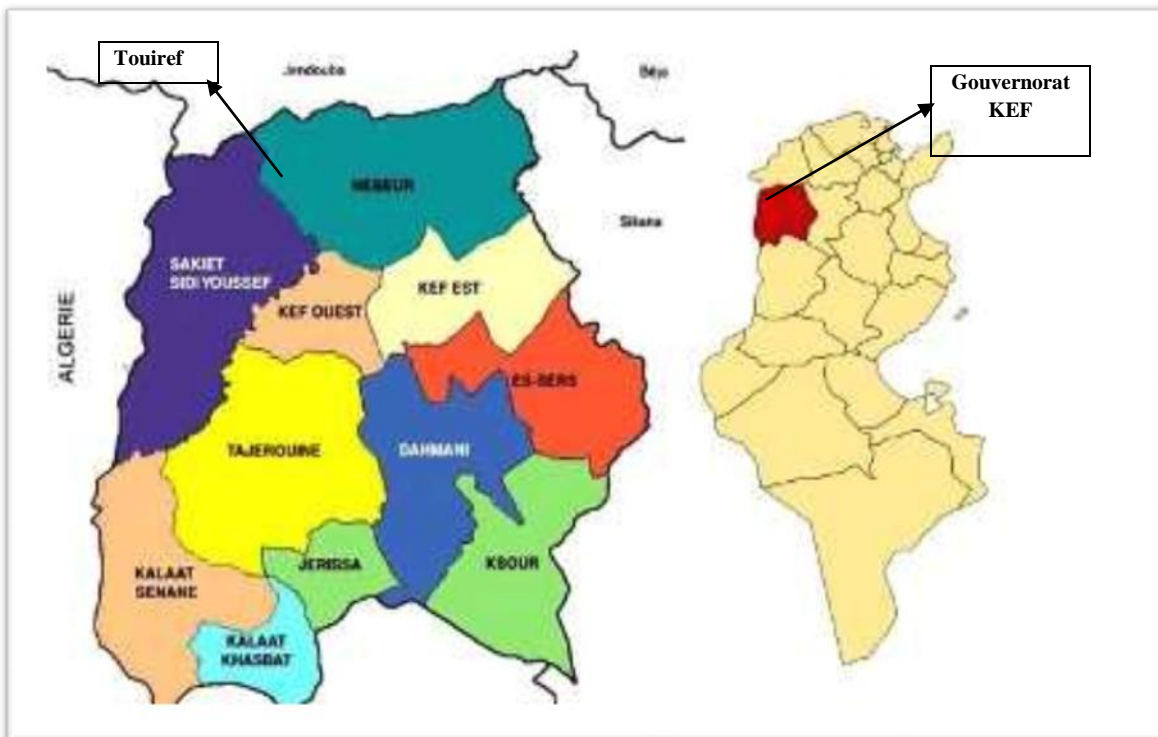 Touiref
Jendouba
Béja
Gouvernorat
KEF
NEBEUR
Siliana
SAKIET
SIDI YOUSSEF
KEF EST
KEF OUEST
ALGERIE
ES-SERS
TAJEROUINE
DAHMANI
JERISSA
KSOUR
KALAAT
SENANE
KALAAT
KHASBAT